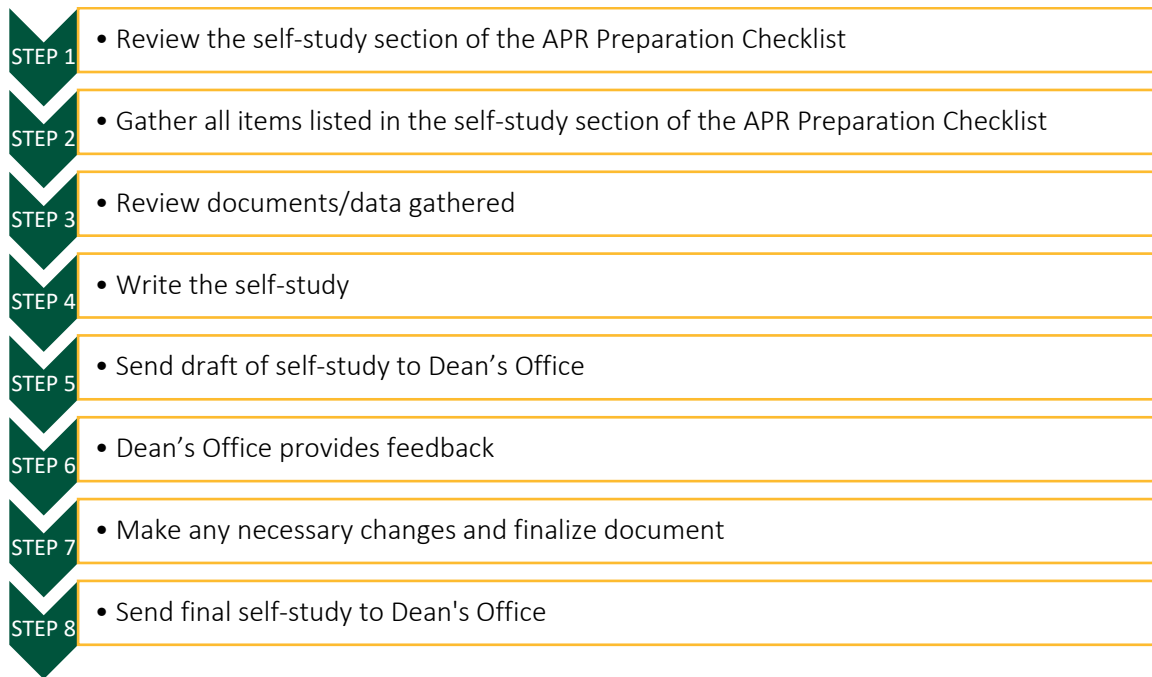 STEP 1
• Review the self-study section of the APR Preparation Checklist
STEP 2
• Gather all items listed in the self-study section of the APR Preparation Checklist
STEP 3
• Review documents/data gathered
STEP 4
• Write the self-study
STEP 5
• Send draft of self-study to Dean’s Office
STEP 6
• Dean’s Office provides feedback
STEP 7
• Make any necessary changes and finalize document
STEP 8
• Send final self-study to Dean's Office